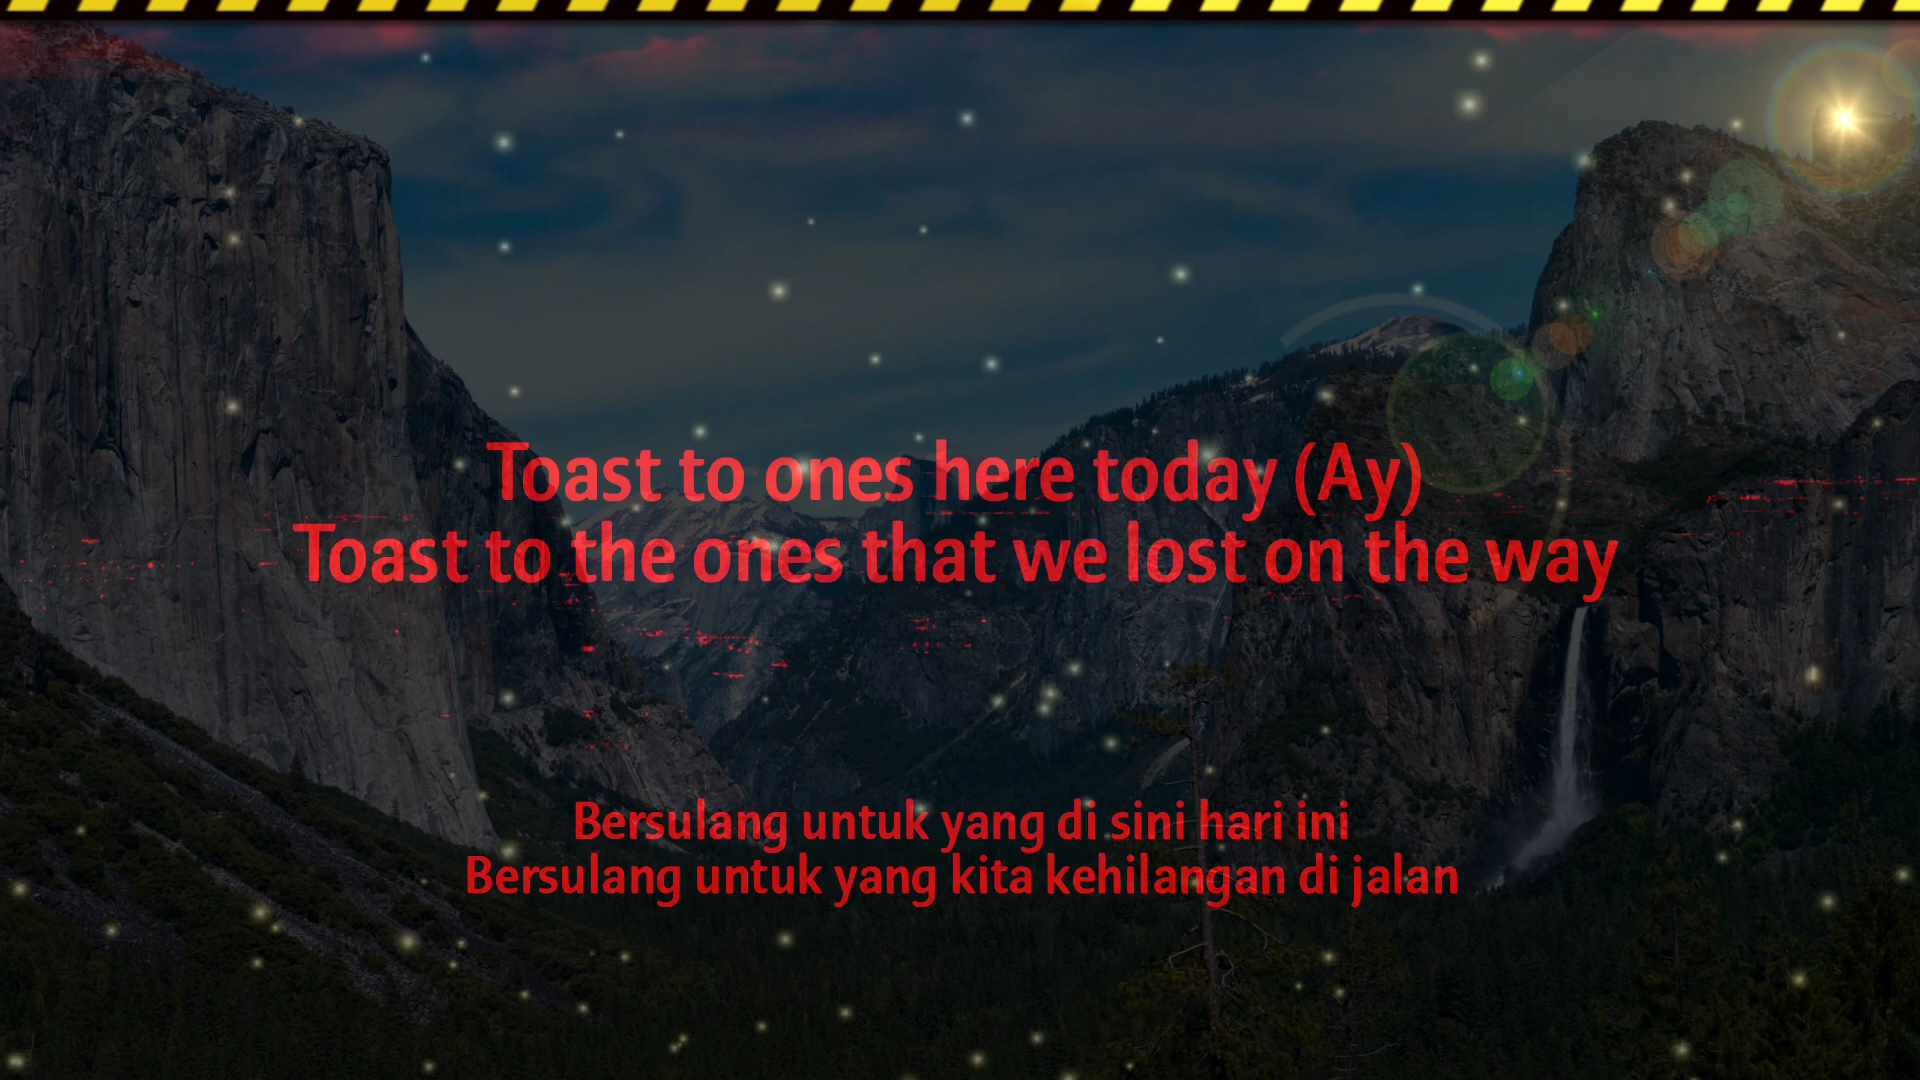 Toast to ones here today (Ay)
Toast to the ones that we lost on the way
Bersulang untuk yang di sini hari ini
Bersulang untuk yang kita kehilangan di jalan